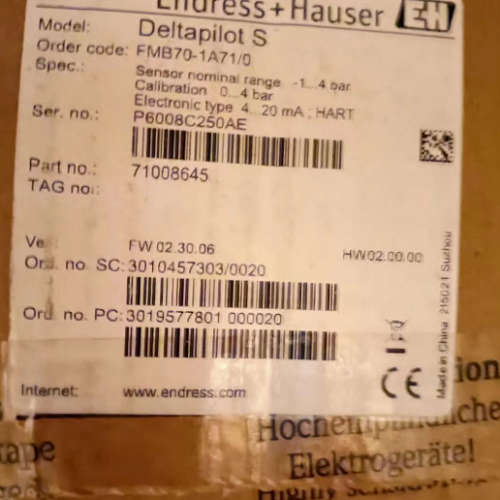 Endress+Hauser EH
Model: Deltapilot S
Order code: FMB70-1A71/0
Spec.: Sensor nominal range -1...4 bar
Calibration 0...4 bar
Electronic type 4...20 mA ; HART
Ser. no.: P6008C250AE
Part no.: 71008645
TAG no.:
FW 02.30.06 HW02.00.00
Ord. no. SC: 3010457303/0020
Ord. no. PC: 3019577801 000020
Made in China 215021 Suzhou
CE
Internet: www.endress.com
Elektrogeräte!